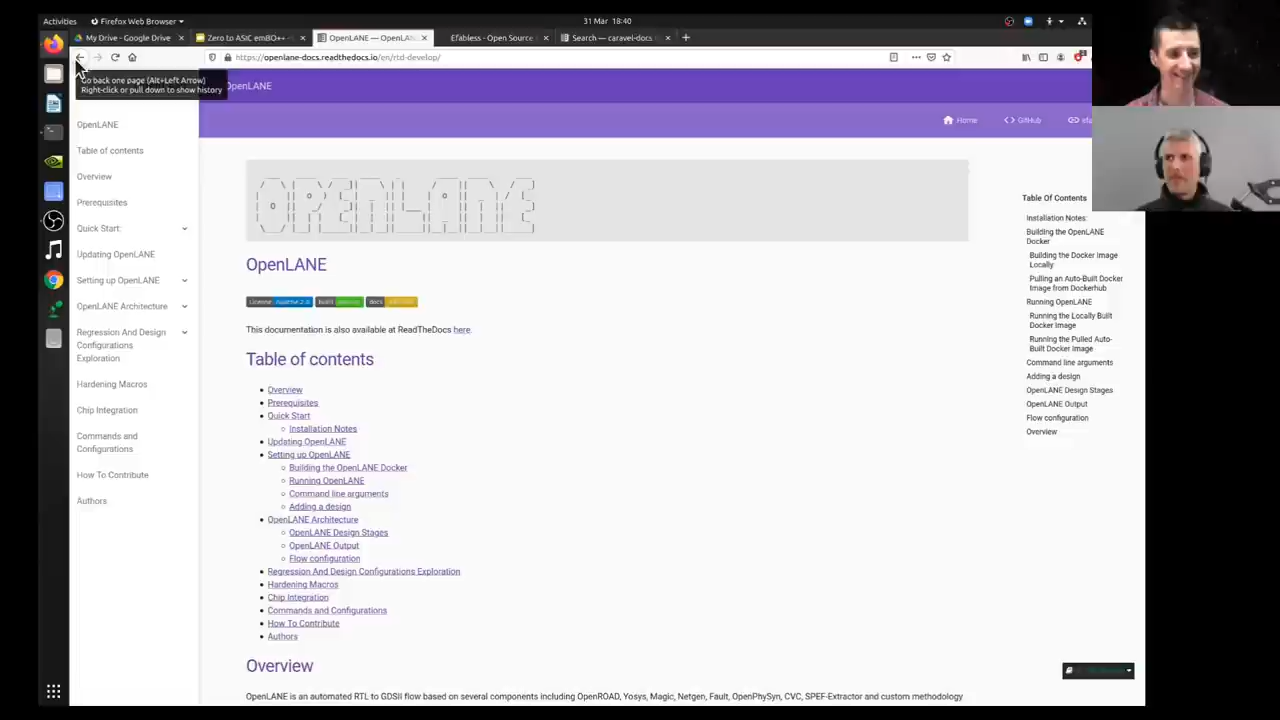 Activities
Firefox Web Browser
31 Mar 18:40
My Drive - Google Drive
Zero to ASIC emBO++
OpenLANE — OpenLANE
Efabless - Open Source
Search — caravel-docs
https://openlane-docs.readthedocs.io/en/rtd-develop/
Go back one page (Alt+Left Arrow)
Right-click or pull down to show history
OpenLANE
Home
GitHub
OpenLANE
Table of contents
Overview
Prerequisites
Quick Start:
Updating OpenLANE
Setting up OpenLANE
OpenLANE Architecture
Regression And Design
Configurations
Exploration
Hardening Macros
Chip Integration
Commands and
Configurations
How To Contribute
Authors
OpenLANE
License
build
docs
This documentation is also available at ReadTheDocs here.
Table of contents
Overview
Prerequisites
Quick Start
Installation Notes
Updating OpenLANE
Setting up OpenLANE
Building the OpenLANE Docker
Running OpenLANE
Command line arguments
Adding a design
OpenLANE Architecture
OpenLANE Design Stages
OpenLANE Output
Flow configuration
Regression And Design Configurations Exploration
Hardening Macros
Chip Integration
Commands and Configurations
How To Contribute
Authors
Overview
OpenLANE is an automated RTL to GDSII flow based on several components including OpenROAD, Yosys, Magic, Netgen, Fault, OpenPhySyn, CVC, SPEF-Extractor and custom methodology
Table Of Contents
Installation Notes:
Building the OpenLANE
Docker
Building the Docker Image
Locally
Pulling an Auto-Built Docker
Image from Dockerhub
Running OpenLANE
Running the Locally Built
Docker Image
Running the Pulled Auto-
Built Docker Image
Command line arguments
Adding a design
OpenLANE Design Stages
OpenLANE Output
Flow configuration
Overview